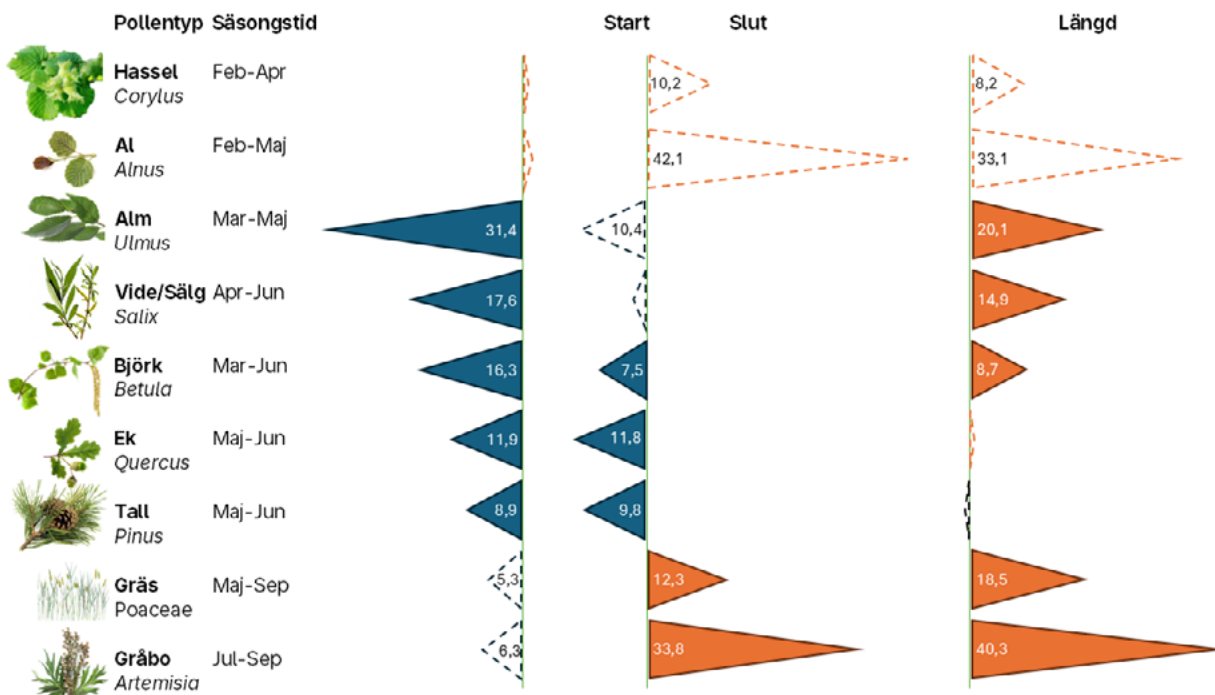 Pollentyp Säsongstid Start Slut Längd
Hassel Feb-Apr 10,2 8,2
Corylus
Al Feb-Maj 42,1 33,1
Alnus
Alm Mar-Maj 31,4 10,4 20,1
Ulmus
Vide/Sälg Apr-Jun 17,6 14,9
Salix
Björk Mar-Jun 16,3 7,5 8,7
Betula
Ek Maj-Jun 11,9 11,8
Quercus
Tall Maj-Jun 8,9 9,8
Pinus
Gräs Maj-Sep 5,3 12,3 18,5
Poaceae
Gråbo Jul-Sep 6,3 33,8 40,3
Artemisia